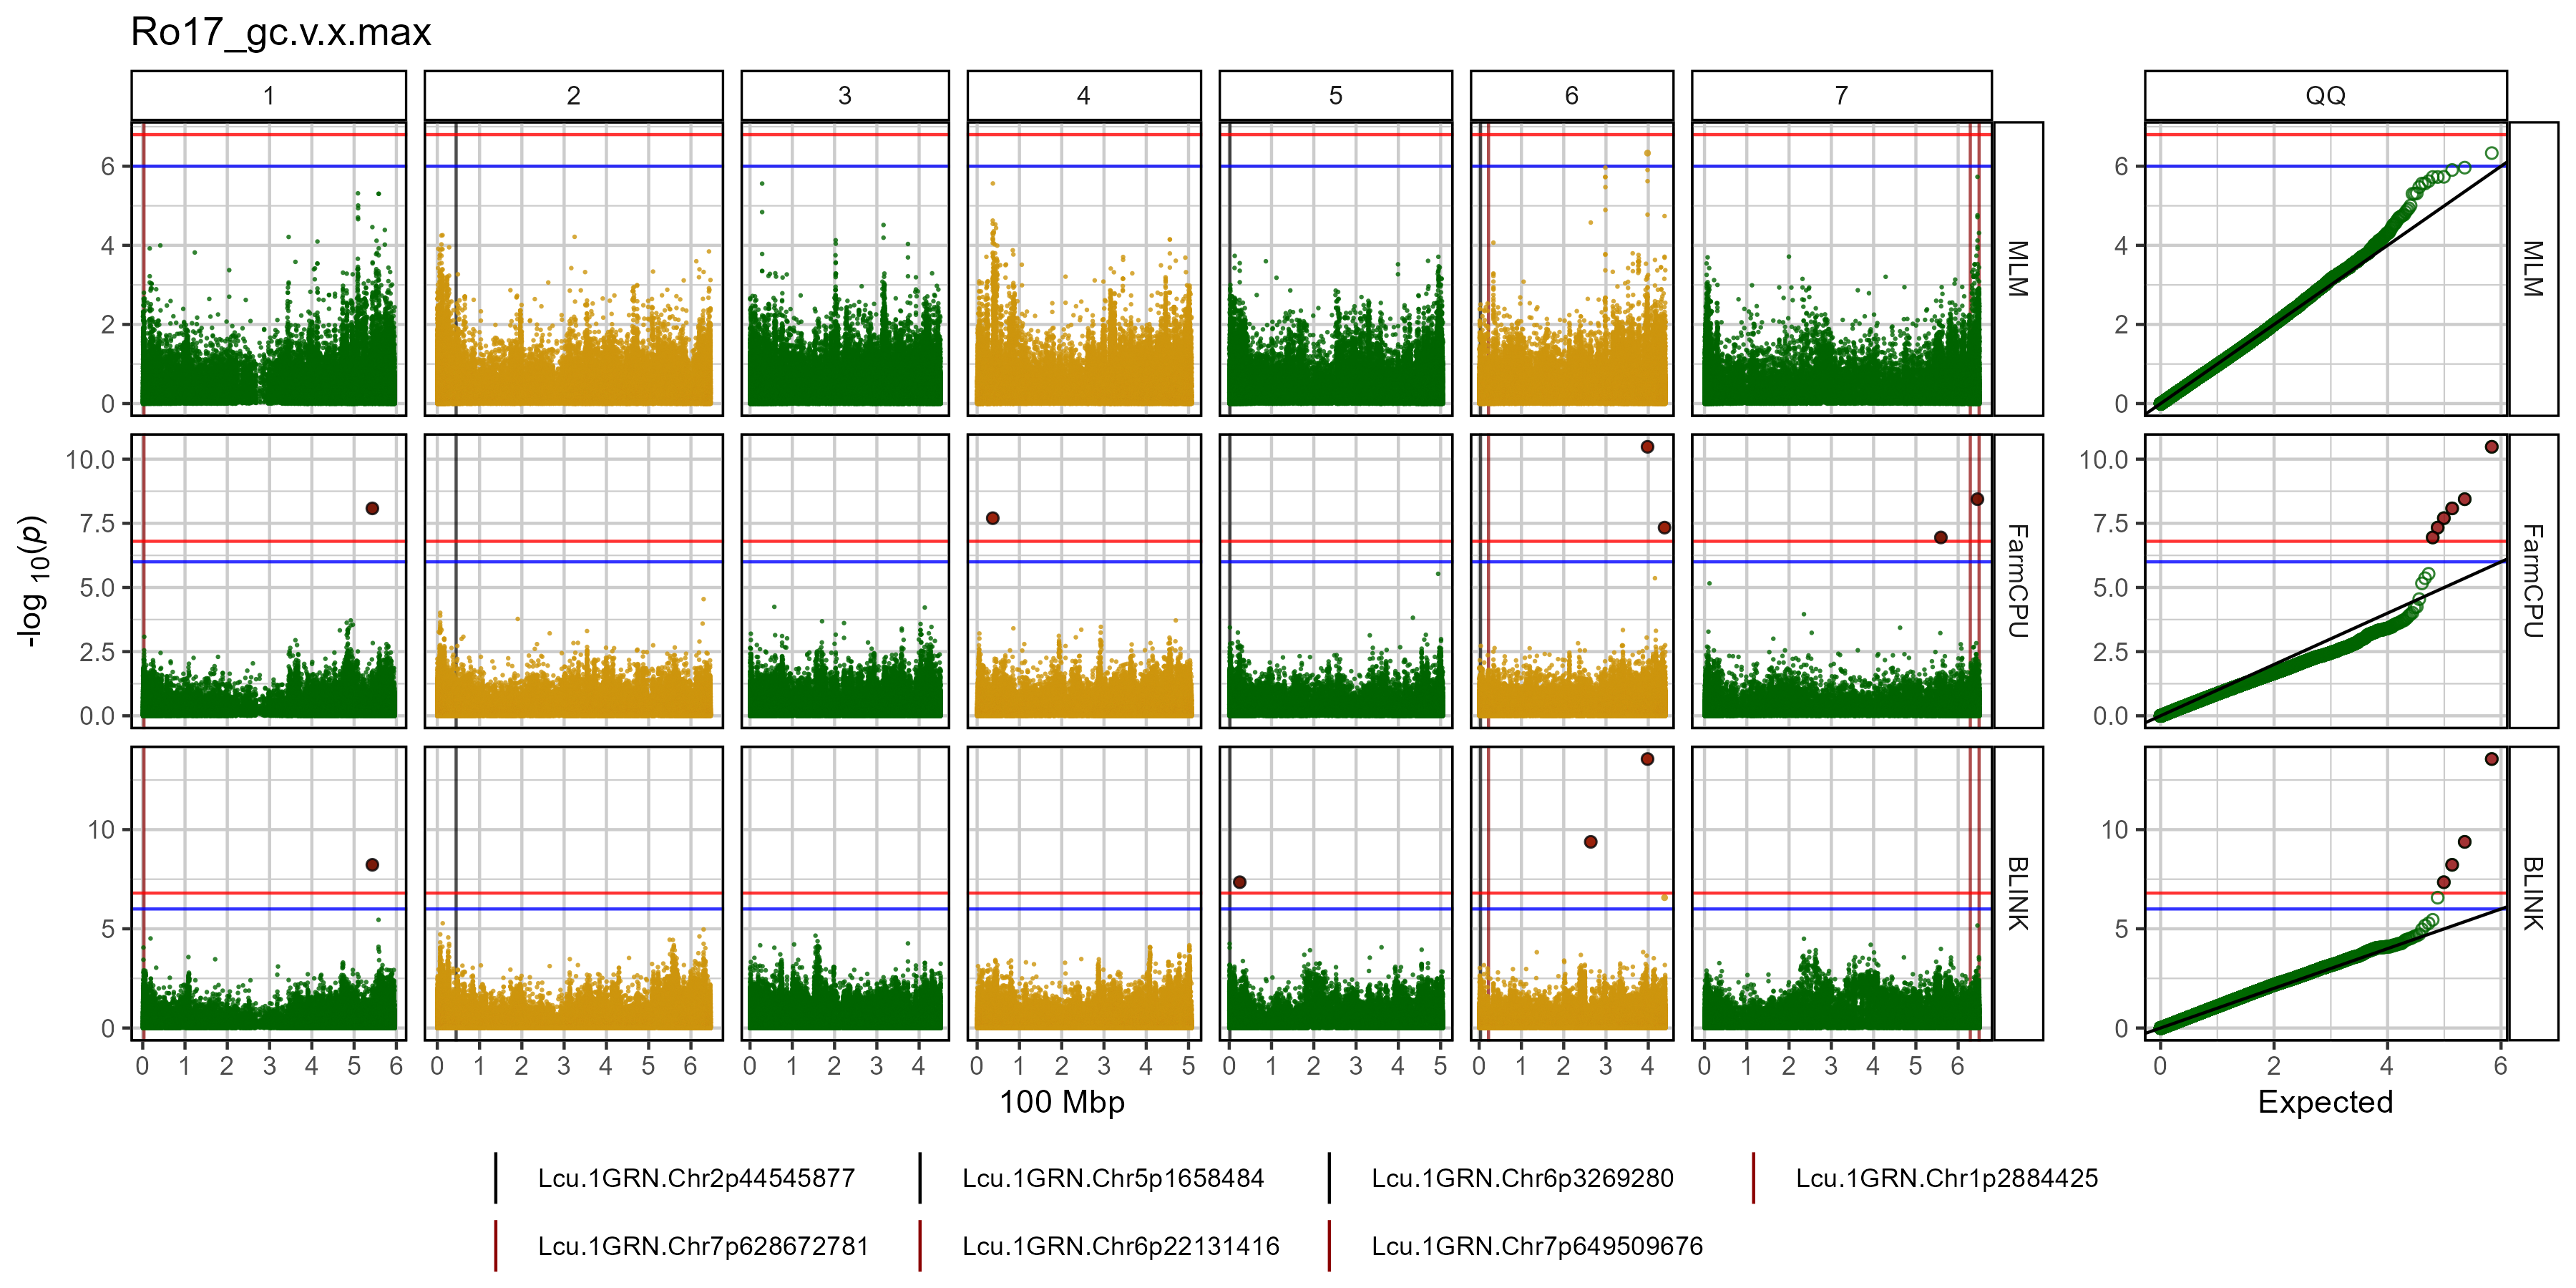 Ro17_gc.v.x.max
1 2 3 4 5 6 7 QQ
6 4 2 0 MLM 6 4 2 0 MLM
10.0 7.5 5.0 2.5 0.0 FarmCPU 10.0 7.5 5.0 2.5 0.0 FarmCPU
10 5 0 BLINK 10 5 0 BLINK
-log 10(p)
0 1 2 3 4 5 6 0 1 2 3 4 5 6 0 1 2 3 4 0 1 2 3 4 5 0 1 2 3 4 5 0 1 2 3 4 0 1 2 3 4 5 6 0 2 4 6
100 Mbp Expected
Lcu.1GRN.Chr2p44545877 Lcu.1GRN.Chr5p1658484 Lcu.1GRN.Chr6p3269280 Lcu.1GRN.Chr1p2884425
Lcu.1GRN.Chr7p628672781 Lcu.1GRN.Chr6p22131416 Lcu.1GRN.Chr7p649509676